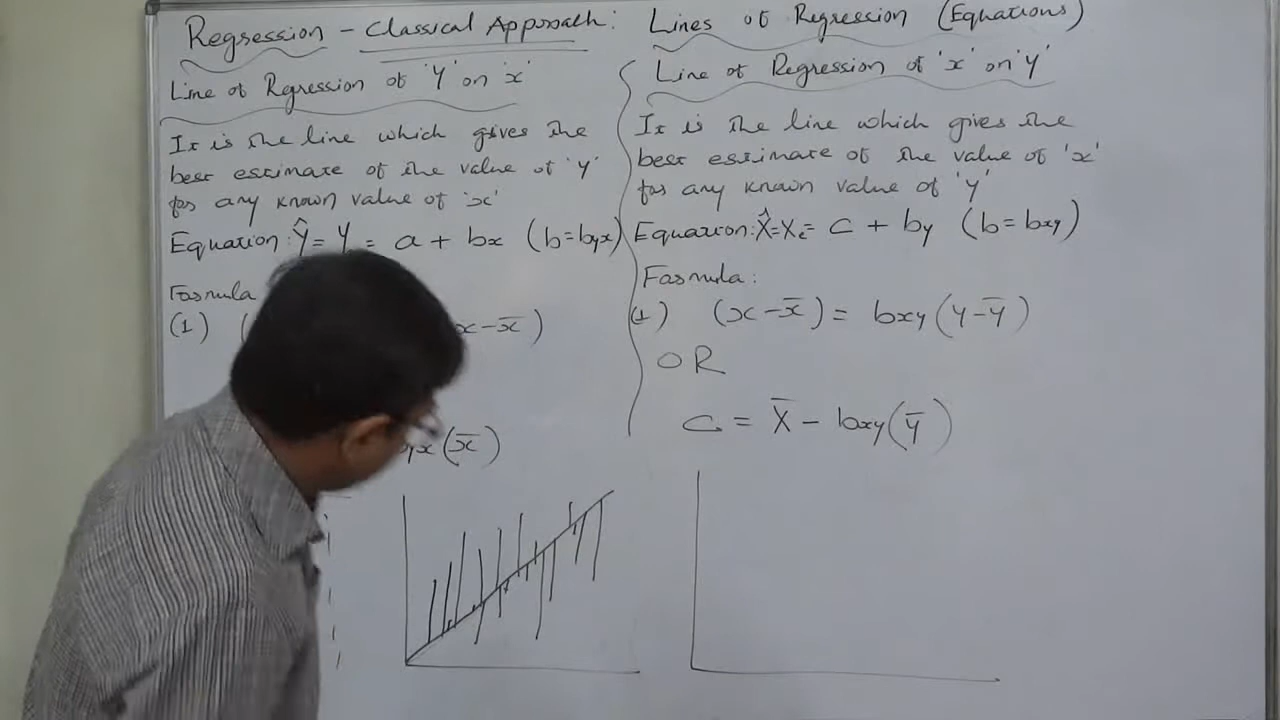 Regression - Classical Approach: Lines of Regression (Equations)
Line of Regression of 'Y' on 'x'
It is the line which gives the
best estimate of the value of 'y'
for any known value of 'x'
Equation: Ŷ = Y = a + bx (b=byx)
Formula
(1) ( x-x̄)
yx(x̄)
Line of Regression of 'x' on 'y'
It is the line which gives the
best estimate of the value of 'x'
for any known value of 'y'
Equation: X̂=Xc= C + by (b=bxy)
Formula:
(1) (x-x̄) = bxy(y-ȳ)
OR
C = X̄ - bxy(ȳ)